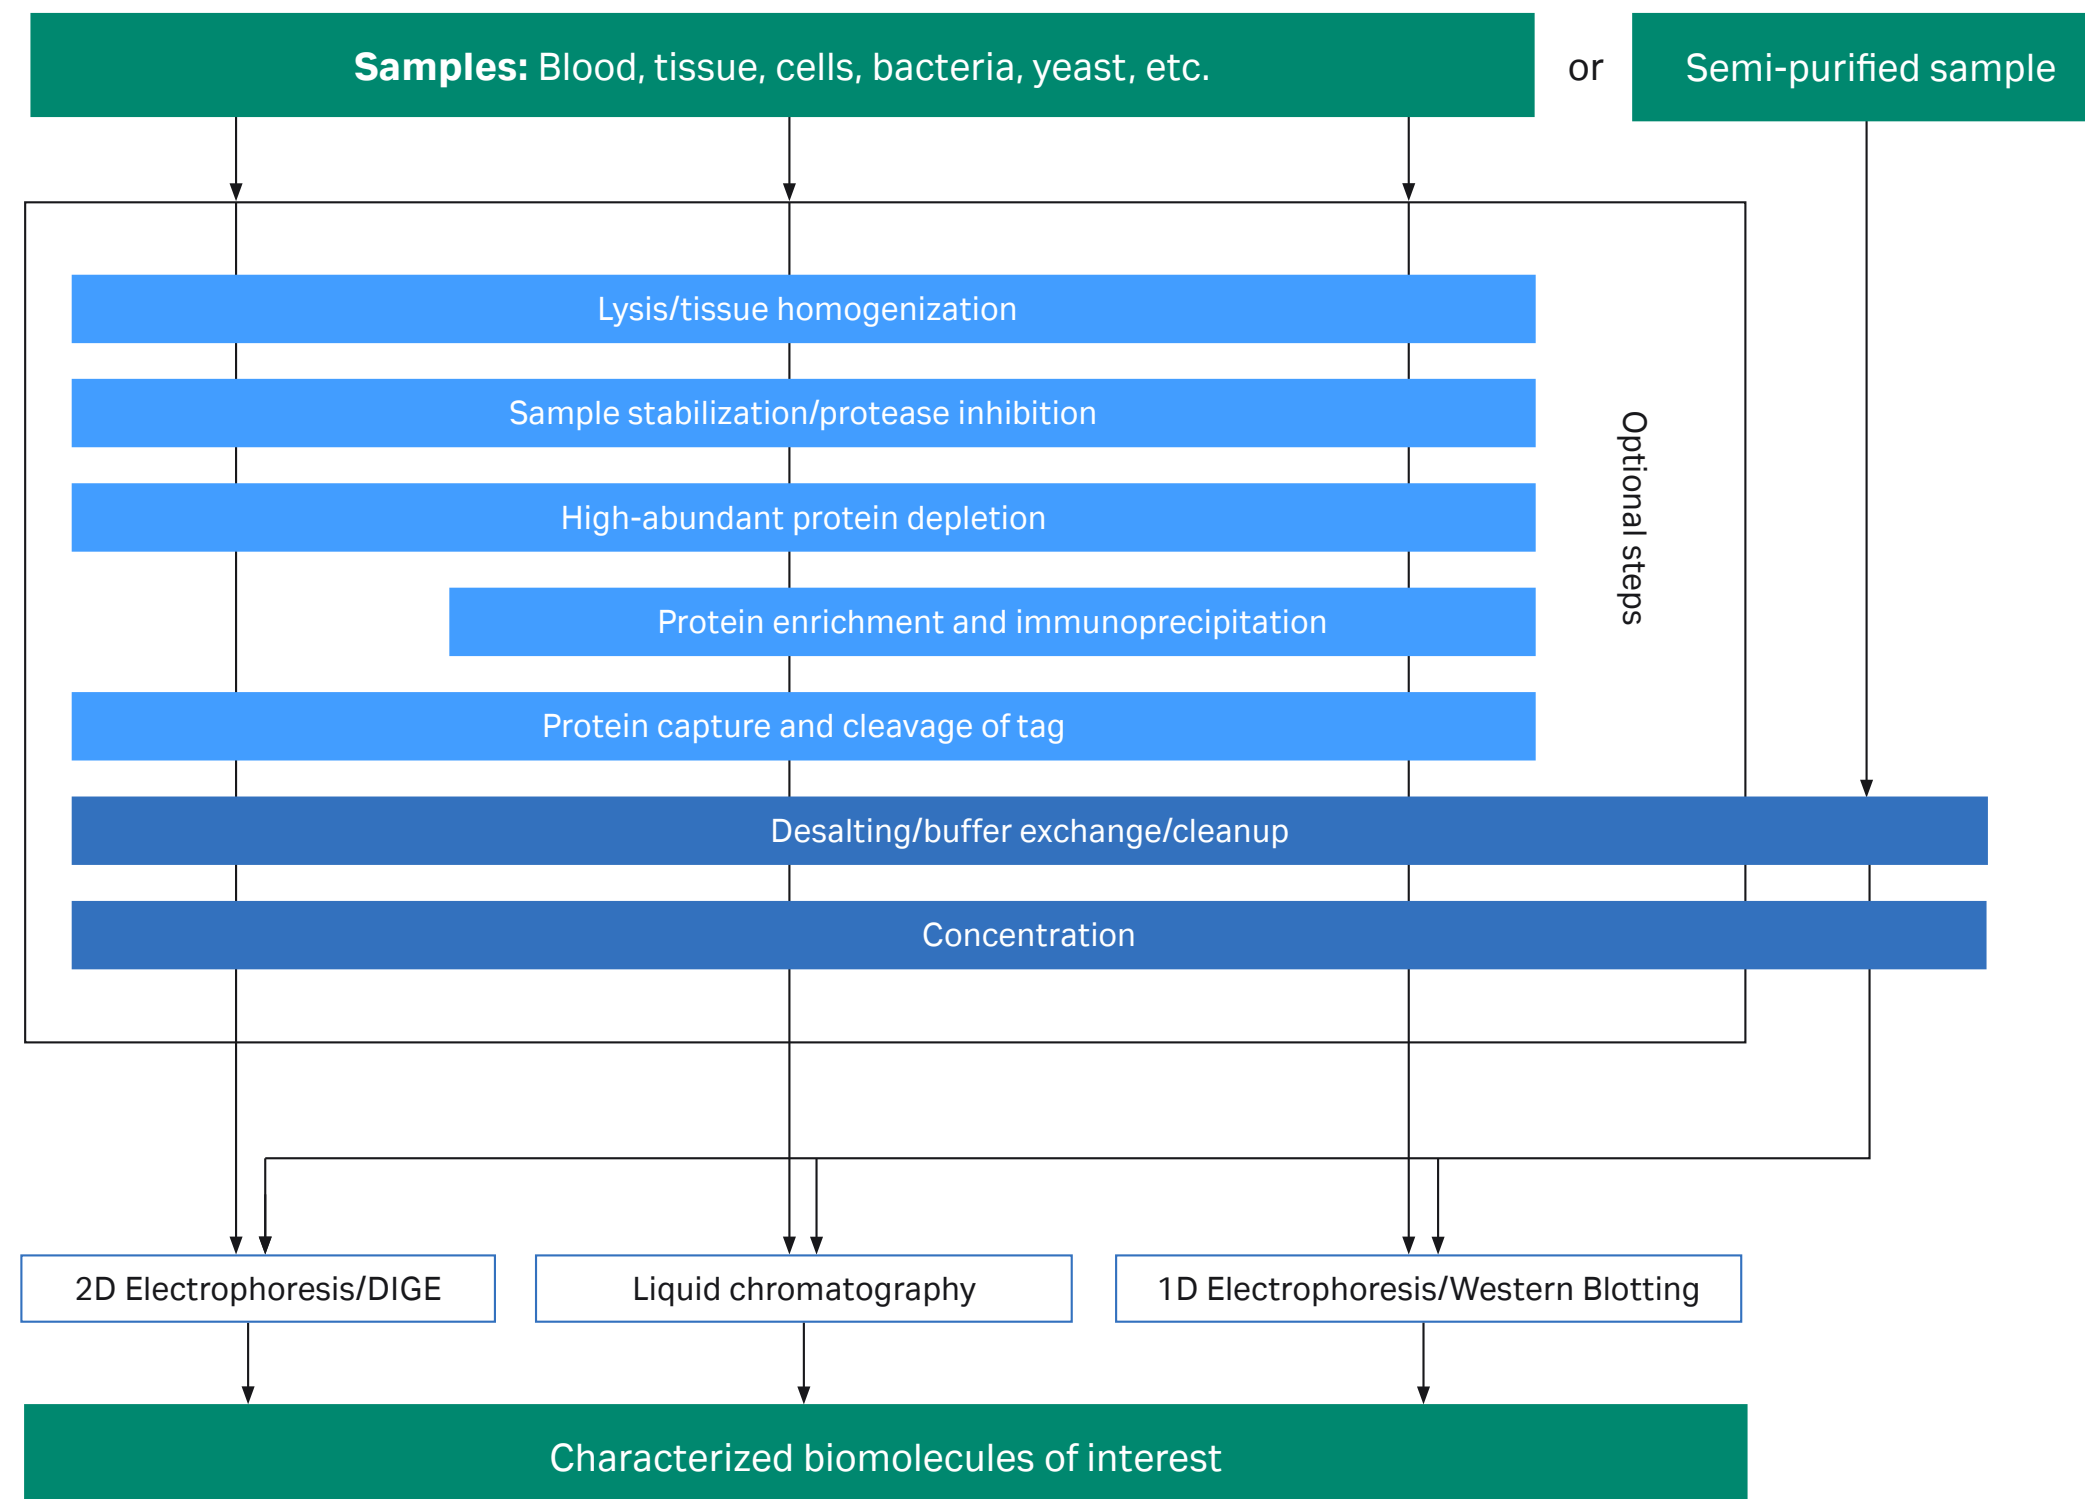 Samples: Blood, tissue, cells, bacteria, yeast, etc.
or
Semi-purified sample
Lysis/tissue homogenization
Sample stabilization/protease inhibition
High-abundant protein depletion
Protein enrichment and immunoprecipitation
Protein capture and cleavage of tag
Optional steps
Desalting/buffer exchange/cleanup
Concentration
2D Electrophoresis/DIGE
Liquid chromatography
1D Electrophoresis/Western Blotting
Characterized biomolecules of interest